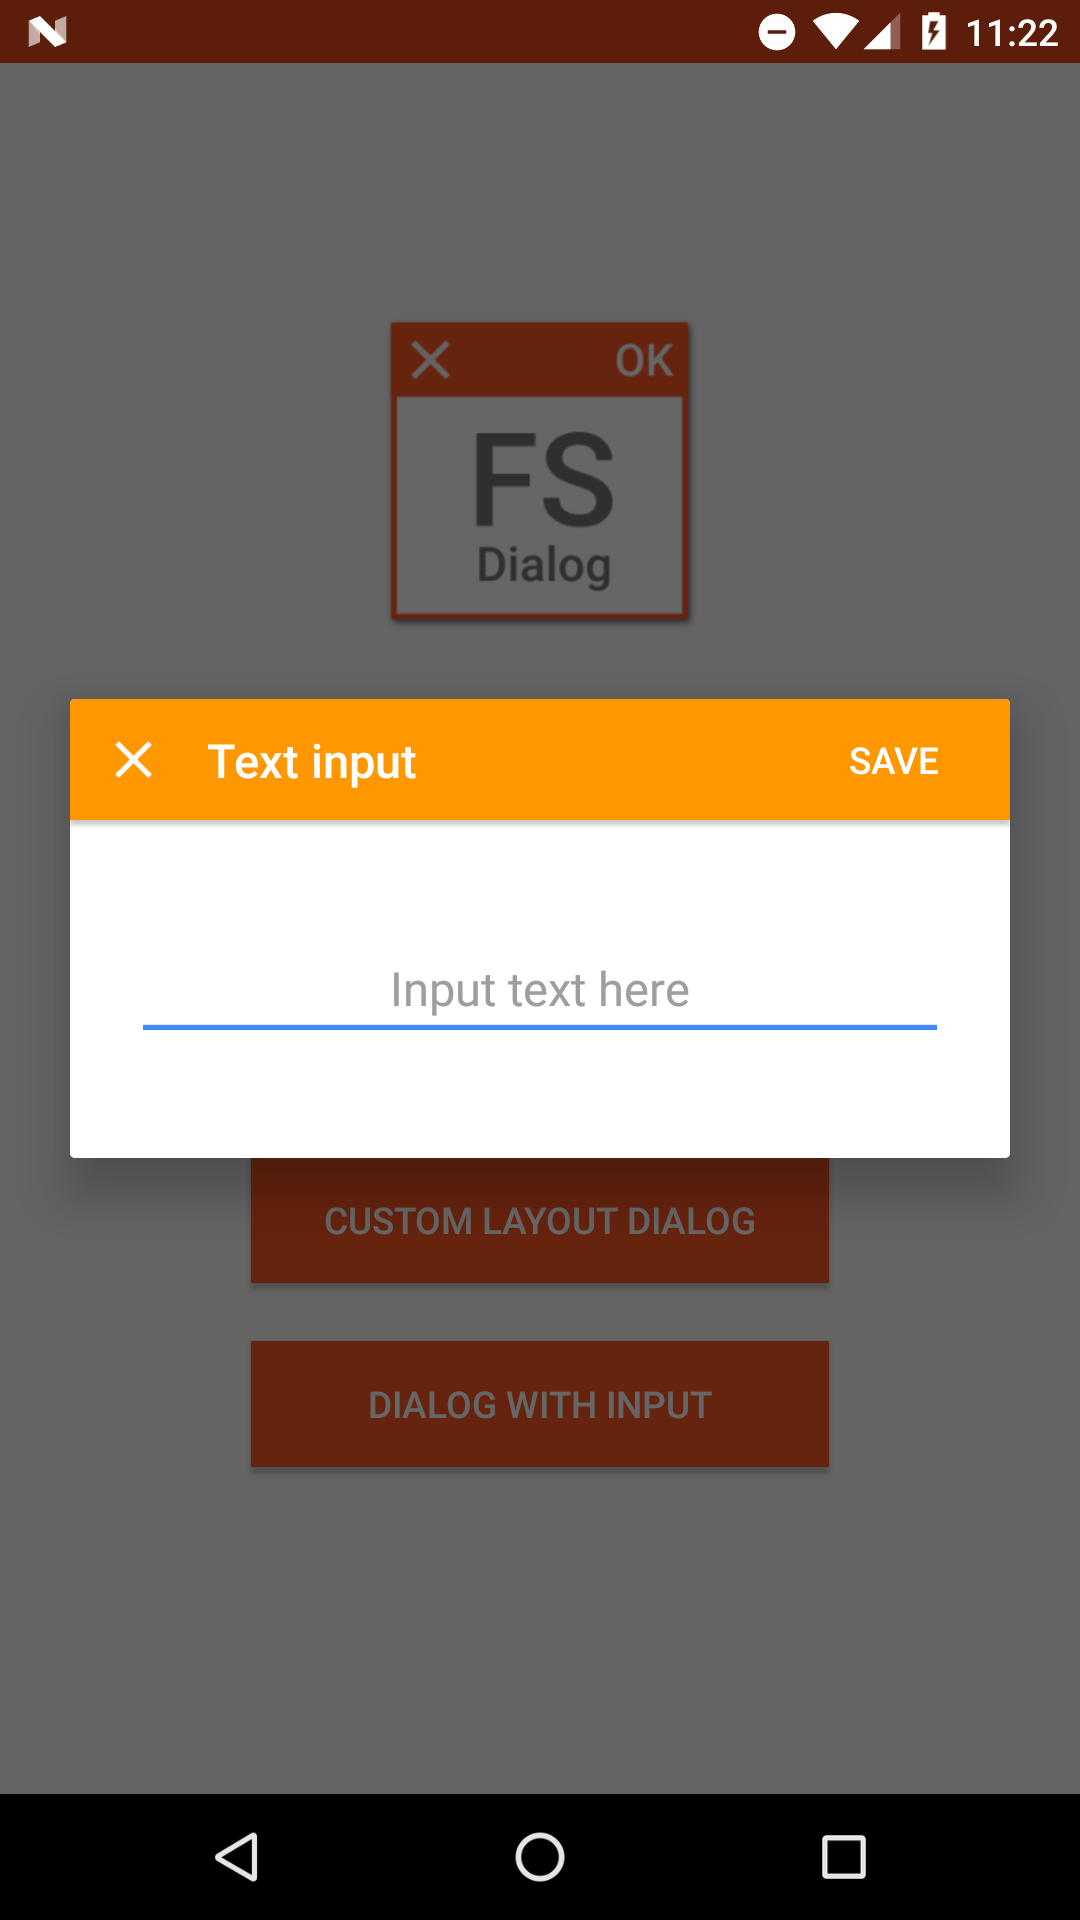 11:22
OK
FS
Dialog
Text input SAVE
Input text here
CUSTOM LAYOUT DIALOG
DIALOG WITH INPUT